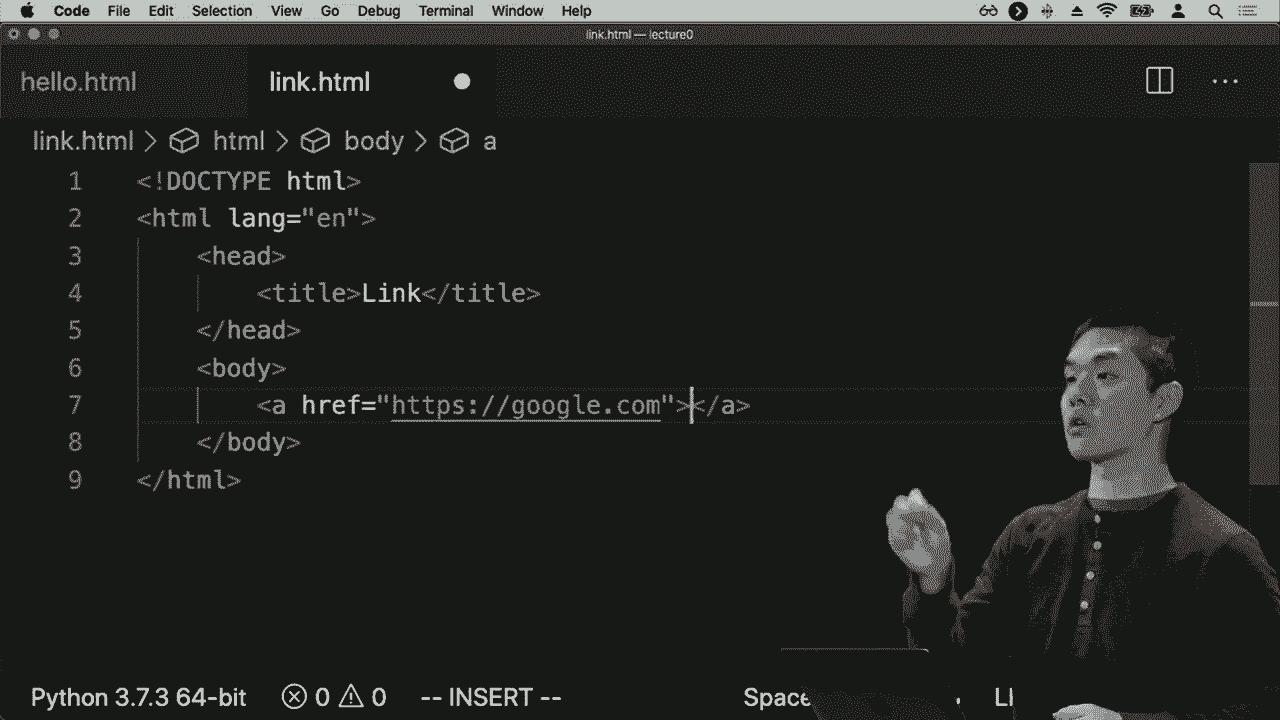 Code File Edit Selection View Go Debug Terminal Window Help
link.html — lecture0
hello.html link.html
link.html > html > body > a
1 <!DOCTYPE html>
2 <html lang="en">
3 <head>
4 <title>Link</title>
5 </head>
6 <body>
7 <a href="https://google.com"></a>
8 </body>
9 </html>
Python 3.7.3 64-bit 0 0 -- INSERT --